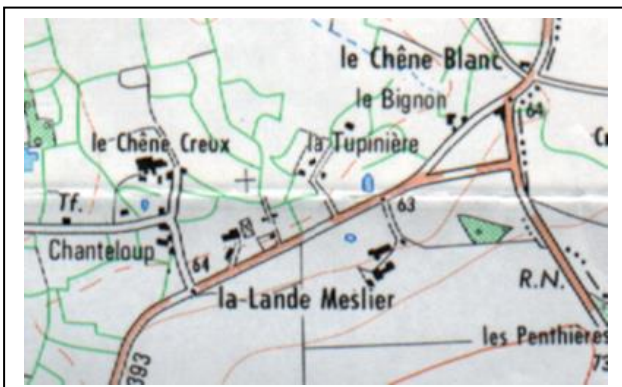 le Chêne Blanc
le Bignon
64
le Chêne Creux
la Tupinière
Tf.
63
Chanteloup
64
la Lande Meslier
R.N.
les Penthières
393
73